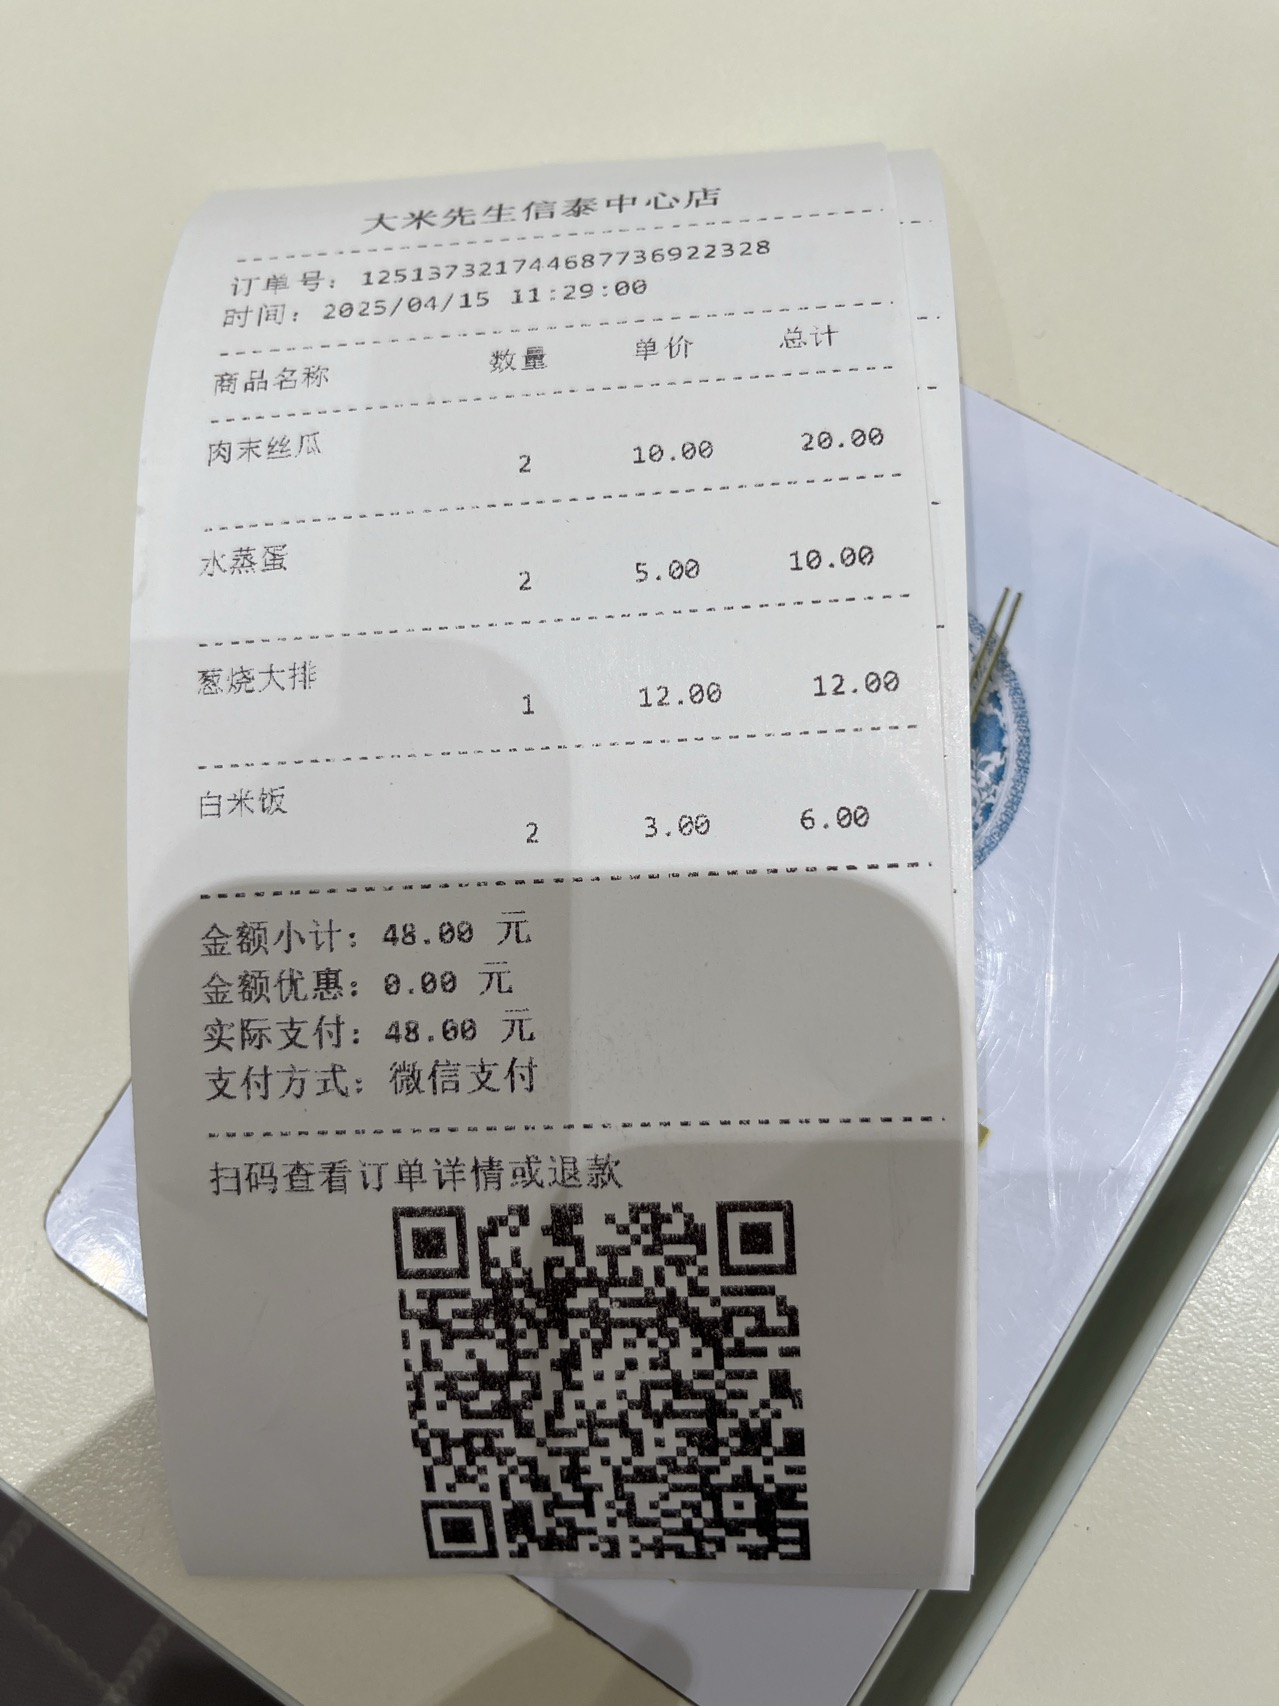 大米先生信泰中心店
订单号: 125137321744687736922328
时间: 2025/04/15 11:29:00
商品名称 数量 单价 总计
肉末丝瓜 2 10.00 20.00
水蒸蛋 2 5.00 10.00
葱烧大排 1 12.00 12.00
白米饭 2 3.00 6.00
金额小计: 48.00 元
金额优惠: 0.00 元
实际支付: 48.00 元
支付方式: 微信支付
扫码查看订单详情或退款